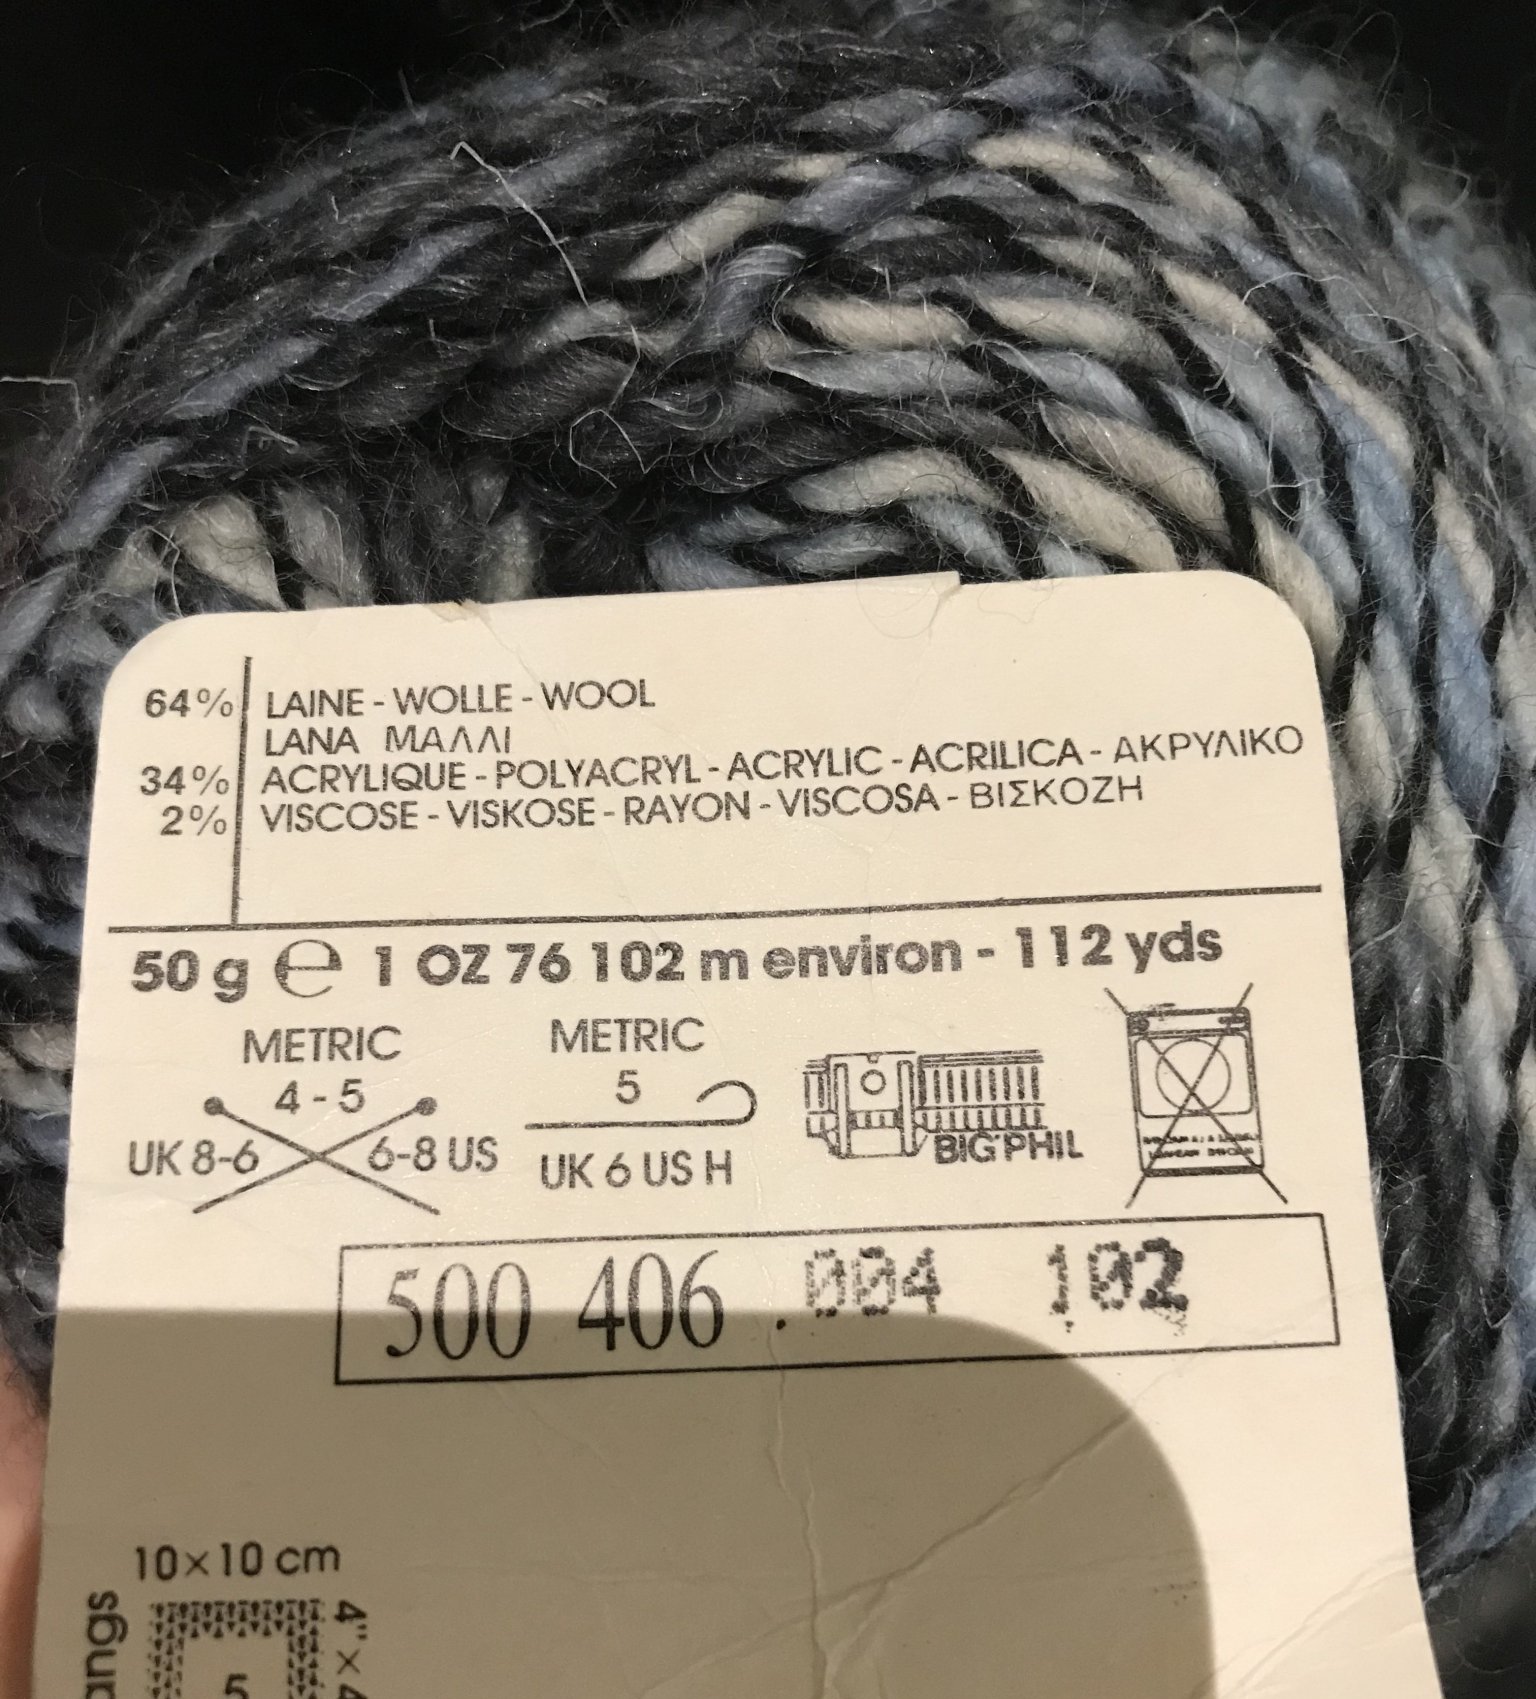 64% LAINE - WOLLE - WOOL
LANA ΜΑΛΛΙ
34% ACRYLIQUE - POLYACRYL - ACRYLIC - ACRILICA - ΑΚΡΥΛΙΚΟ
2% VISCOSE - VISKOSE - RAYON - VISCOSA - ΒΙΣΚΟΖΗ
50 g ℮ 1 OZ 76 102 m environ - 112 yds
METRIC
4 - 5
UK 8-6 6-8 US
METRIC
5
UK 6 US H
BIG'PHIL
500 406 .004 102
10×10 cm
4" × 4
5